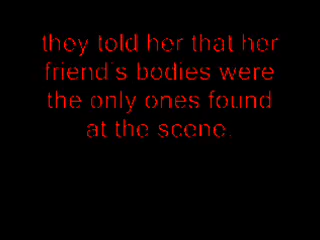 they told her that her
friend's bodies were
the only ones found
at the scene.